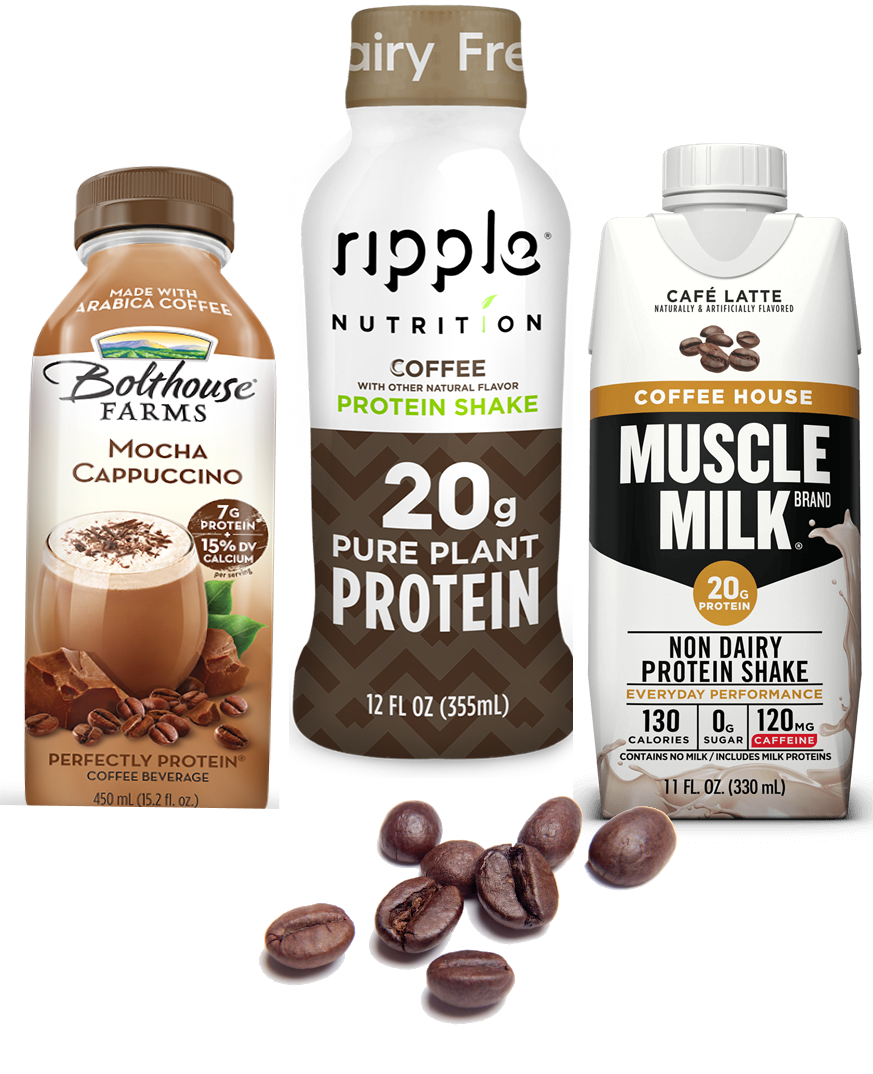 MADE WITH
ARABICA COFFEE
Bolthouse®
FARMS
MOCHA
CAPPUCCINO
7G
PROTEIN
+
15% DV
CALCIUM
per serving
PERFECTLY PROTEIN®
COFFEE BEVERAGE
450 mL (15.2 fl. oz.)
airy Fre
ripple®
NUTRITION
COFFEE
WITH OTHER NATURAL FLAVOR
PROTEIN SHAKE
20g
PURE PLANT
PROTEIN
12 FL OZ (355mL)
CAFÉ LATTE
NATURALLY & ARTIFICIALLY FLAVORED
COFFEE HOUSE
MUSCLE
MILK® BRAND
20G
PROTEIN
NON DAIRY
PROTEIN SHAKE
EVERYDAY PERFORMANCE
130 CALORIES
0G SUGAR
120MG CAFFEINE
CONTAINS NO MILK / INCLUDES MILK PROTEINS
11 FL. OZ. (330 mL)